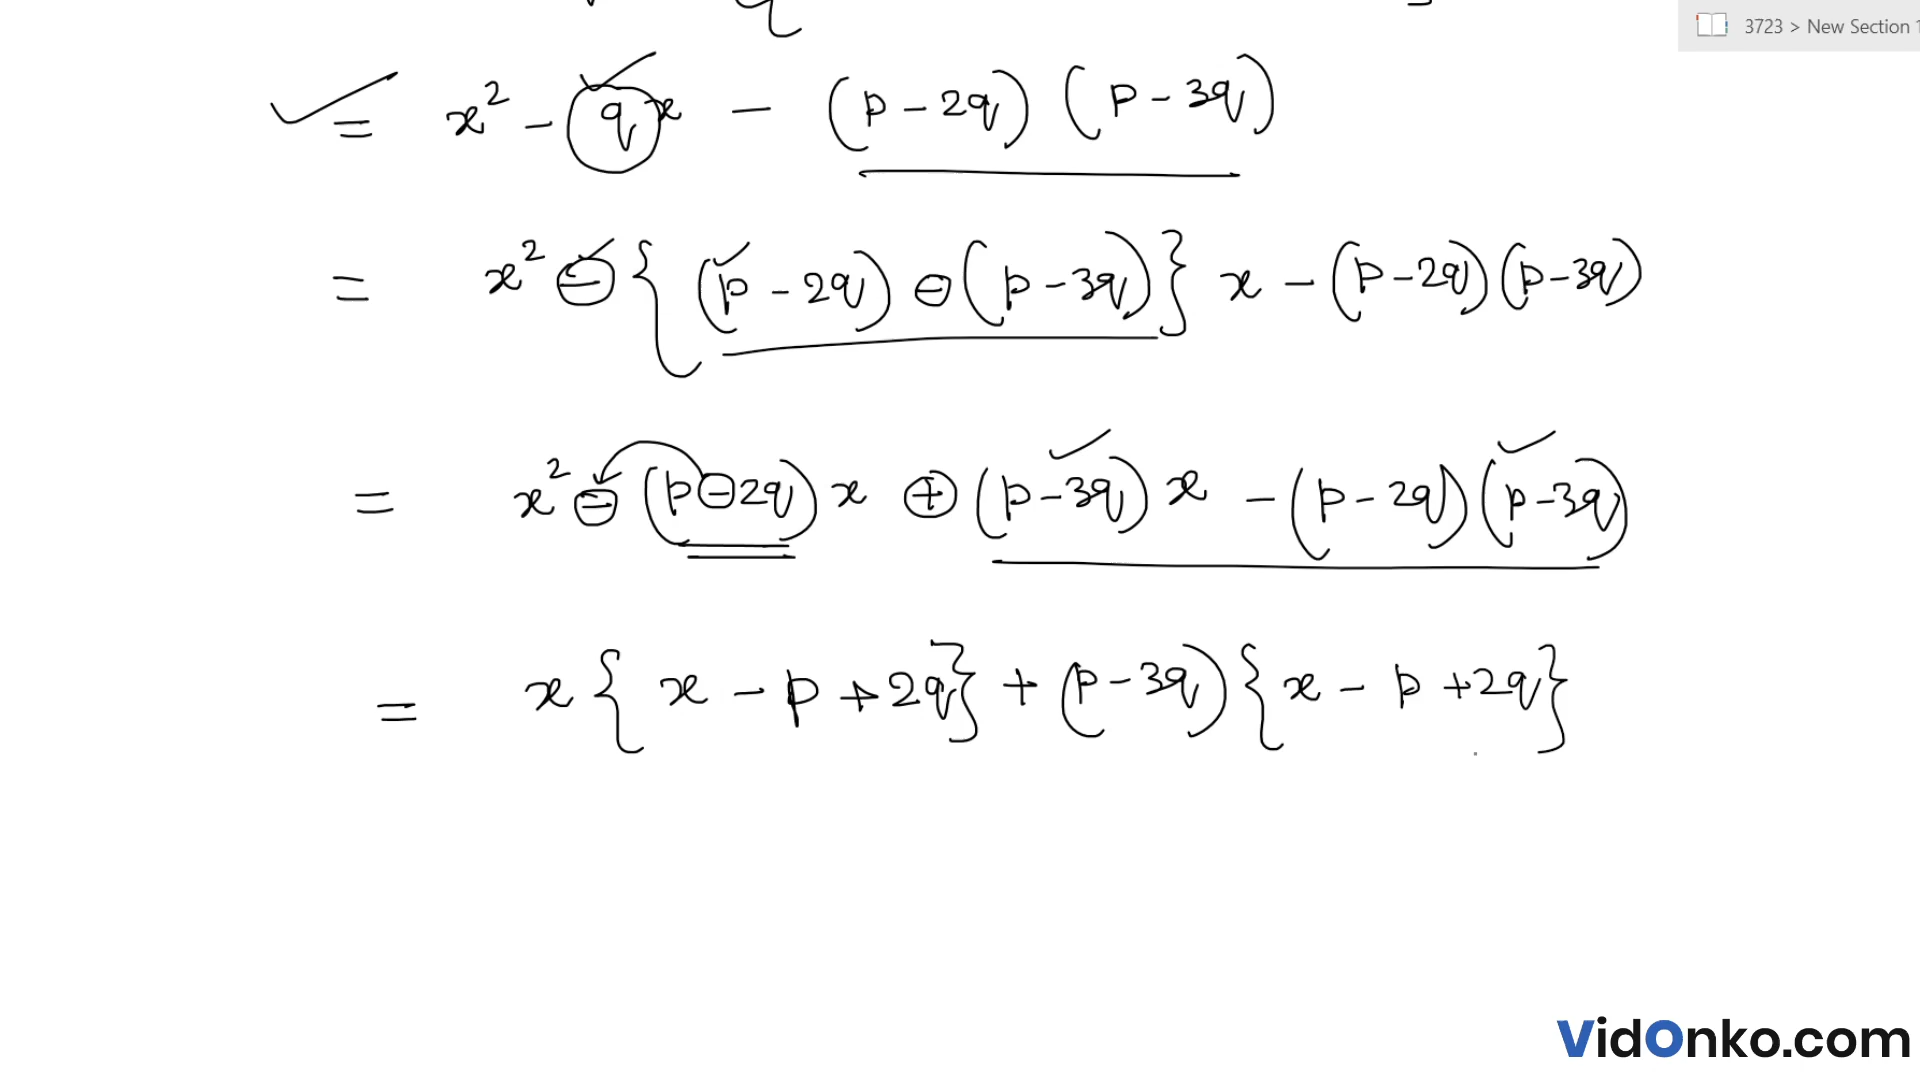 3723 > New Section 1
= x² - qx - (p - 2q) (p - 3q)
= x² - { (p - 2q) - (p - 3q) } x - (p - 2q) (p - 3q)
= x² - (p - 2q) x + (p - 3q) x - (p - 2q) (p - 3q)
= x { x - p + 2q } + (p - 3q) { x - p + 2q }
VidOnko.com